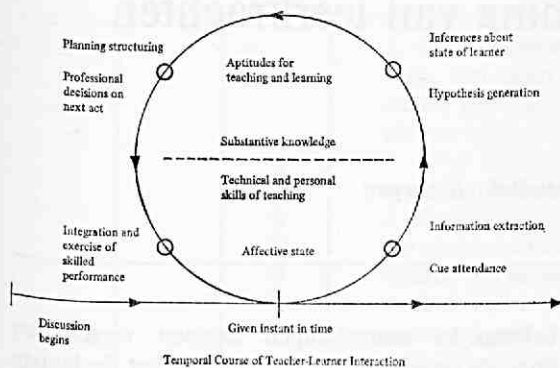 Planning structuring
Professional
decisions on
next act
Aptitudes for
teaching and learning
Inferences about
state of learner
Hypothesis generation
Substantive knowledge
Technical and personal
skills of teaching
Integration and
exercise of
skilled
performance
Affective state
Information extraction
Cue attendance
Discussion
begins
Given instant in time
Temporal Course of Teacher-Learner Interaction